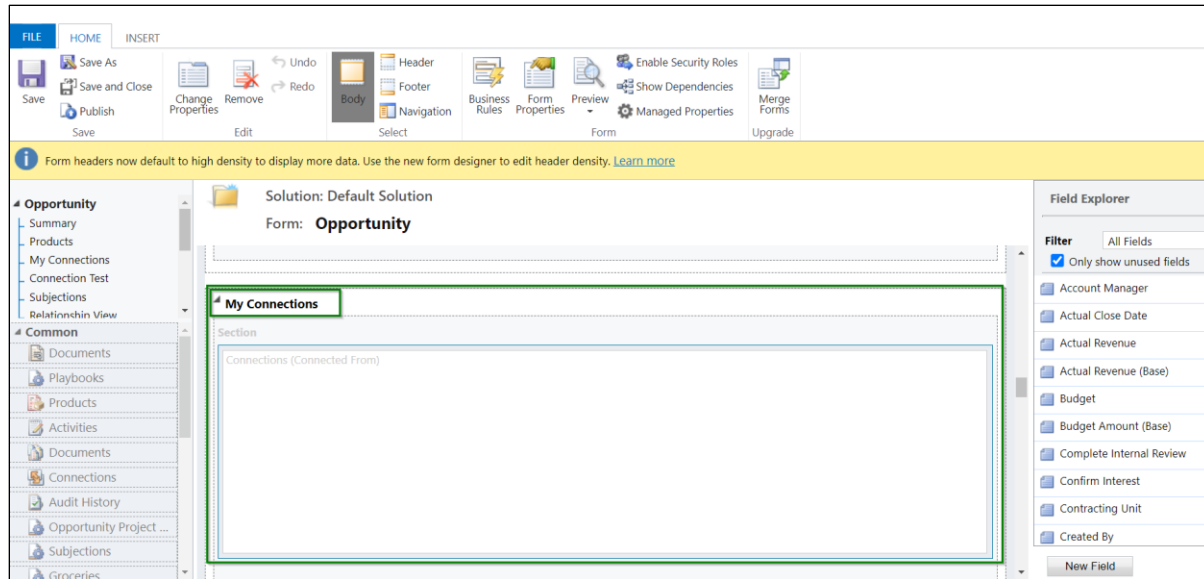 FILE
HOME
INSERT
Save
Save As
Save and Close
Publish
Save
Change
Properties
Remove
Undo
Redo
Edit
Body
Header
Footer
Navigation
Select
Business
Rules
Form
Properties
Preview
Enable Security Roles
Show Dependencies
Managed Properties
Form
Merge
Forms
Upgrade
Form headers now default to high density to display more data. Use the new form designer to edit header density. Learn more
Opportunity
Summary
Products
My Connections
Connection Test
Subjections
Relationship View
Common
Documents
Playbooks
Products
Activities
Documents
Connections
Audit History
Opportunity Project ...
Subjections
Groceries
Solution: Default Solution
Form: Opportunity
My Connections
Section
Connections (Connected From)
Field Explorer
Filter
All Fields
Only show unused fields
Account Manager
Actual Close Date
Actual Revenue
Actual Revenue (Base)
Budget
Budget Amount (Base)
Complete Internal Review
Confirm Interest
Contracting Unit
Created By
New Field